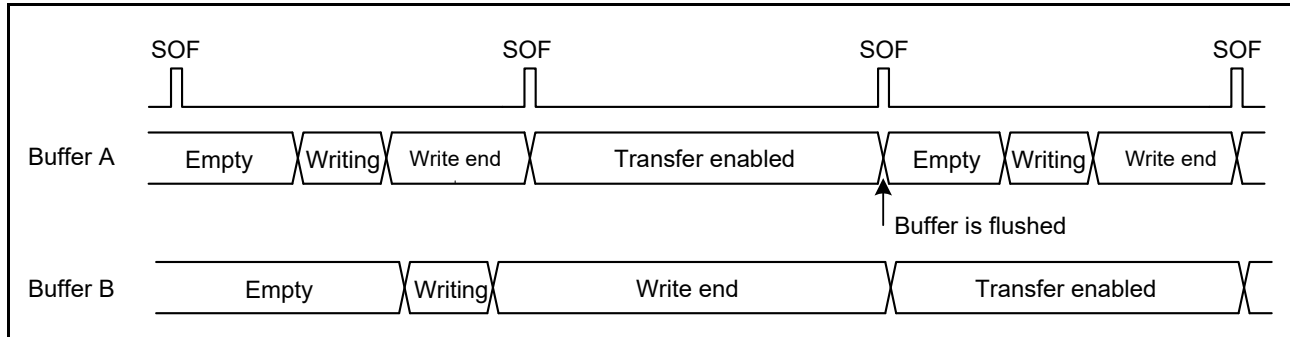 SOF SOF SOF SOF
Buffer A Empty Writing Write end Transfer enabled Empty Writing Write end
Buffer is flushed
Buffer B Empty Writing Write end Transfer enabled